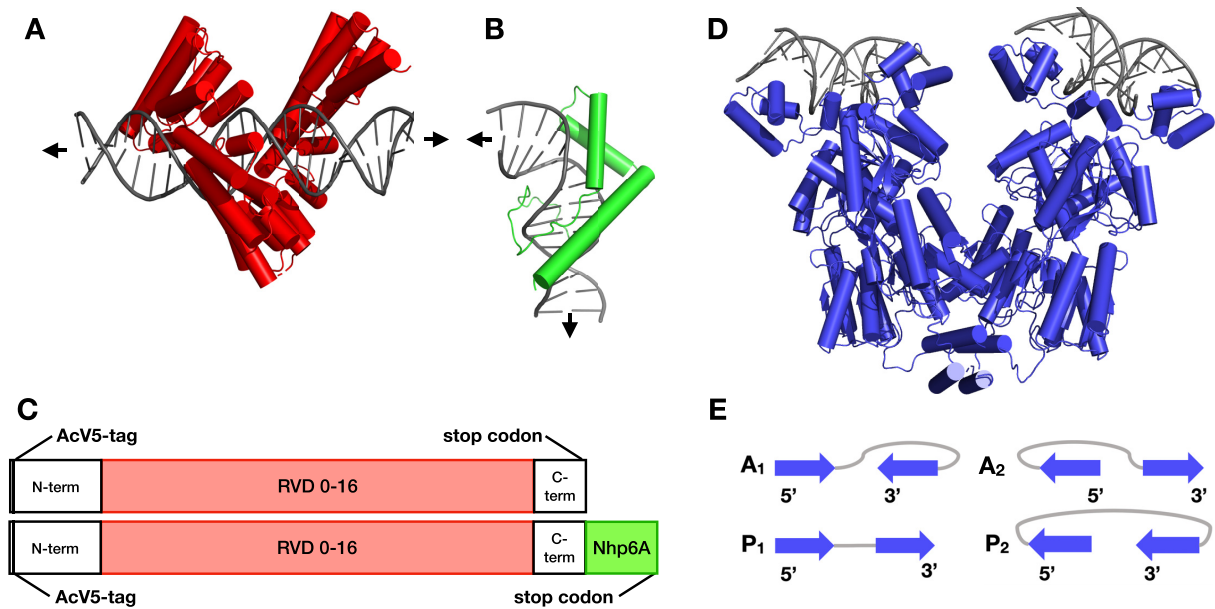 A
B
D
C
AcV5-tag
stop codon
N-term
RVD 0-16
C-
term
N-term
RVD 0-16
C-
term
Nhp6A
AcV5-tag
stop codon
E
A1
5’
3’
A2
5’
3’
P1
5’
3’
P2
5’
3’